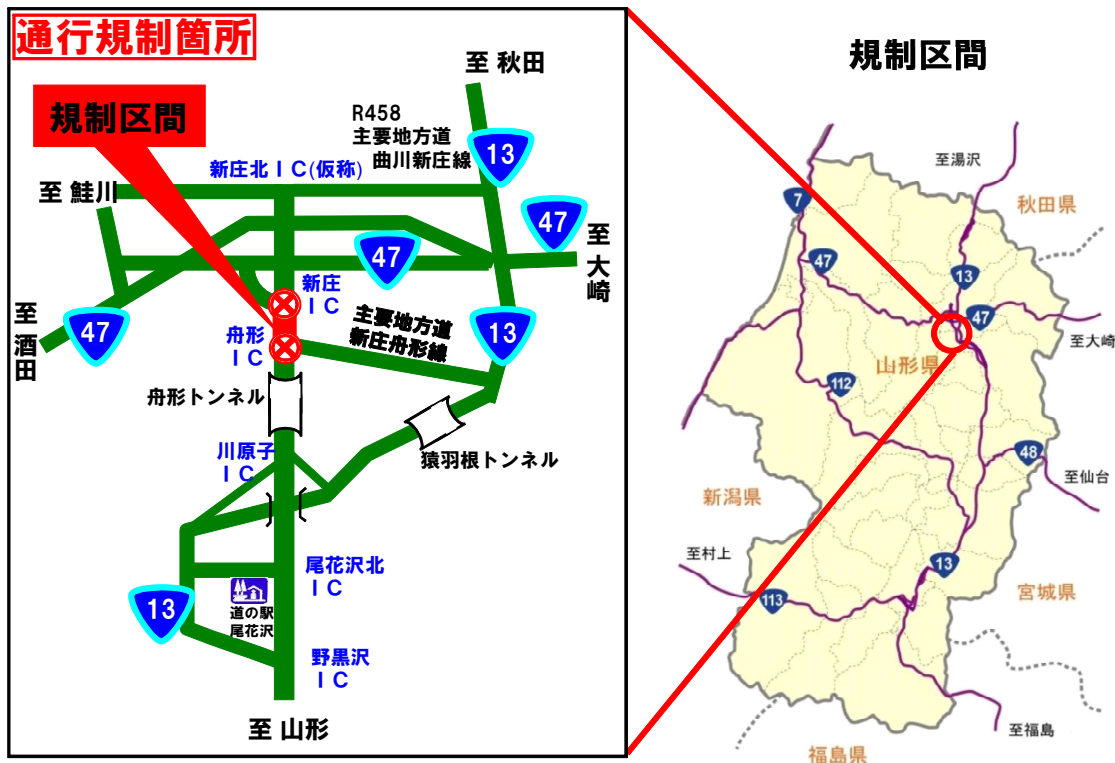 通行規制箇所
規制区間
至 秋田
R458
主要地方道
曲川新庄線
13
新庄北ＩＣ(仮称)
至 鮭川
47
至 大崎
47
新庄
ＩＣ
至 酒田
47
舟形
ＩＣ
主要地方道
新庄舟形線
13
舟形トンネル
川原子
ＩＣ
猿羽根トンネル
尾花沢北
ＩＣ
13
道の駅
尾花沢
野黒沢
ＩＣ
至 山形
規制区間
至湯沢
7
秋田県
47
13
47
至大崎
山形県
112
48
至仙台
新潟県
至村上
13
113
宮城県
至福島
福島県